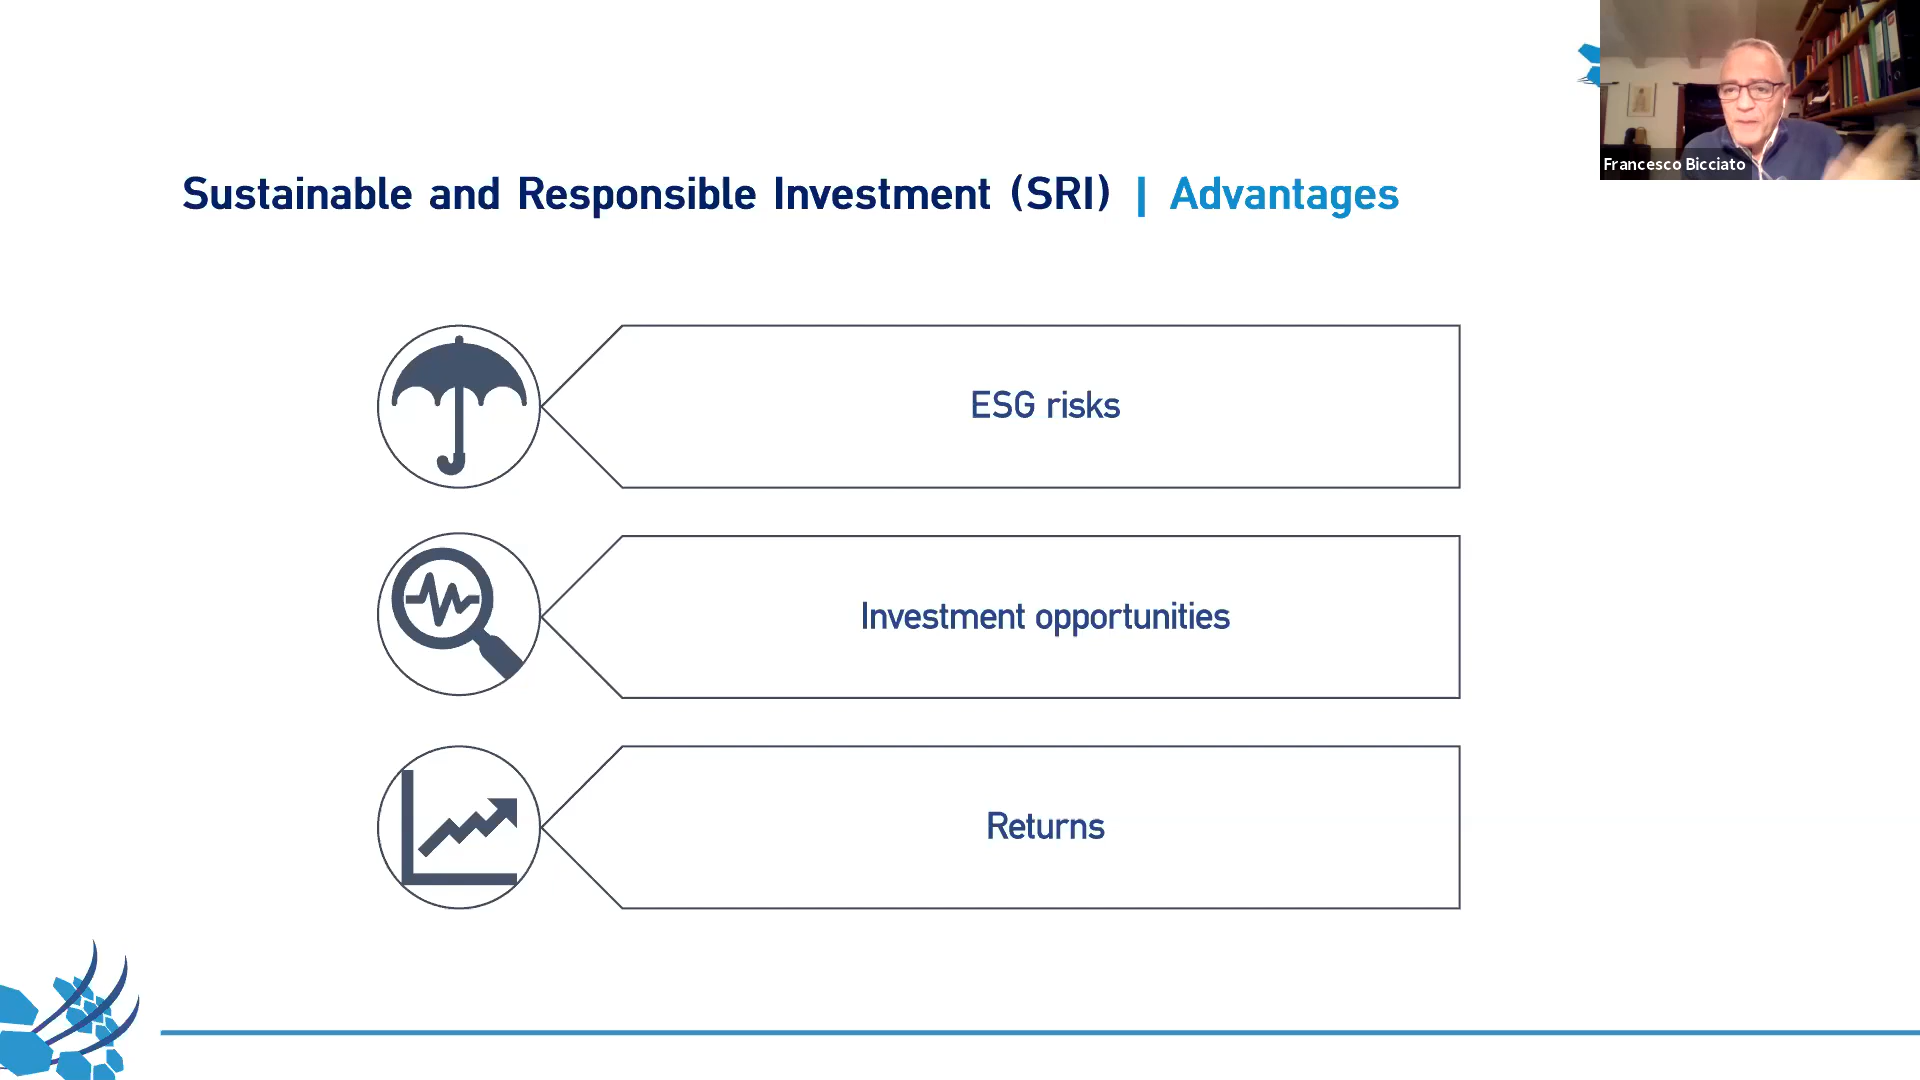 Francesco Bicciato
Sustainable and Responsible Investment (SRI) | Advantages
ESG risks
Investment opportunities
Returns